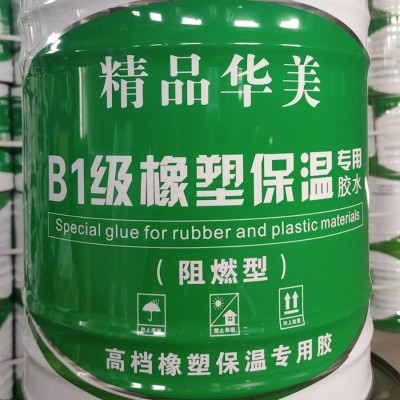 精品华美
B1级橡塑保温专用胶水
Special glue for rubber and plastic materials
(阻燃型)
高档橡塑保温专用胶